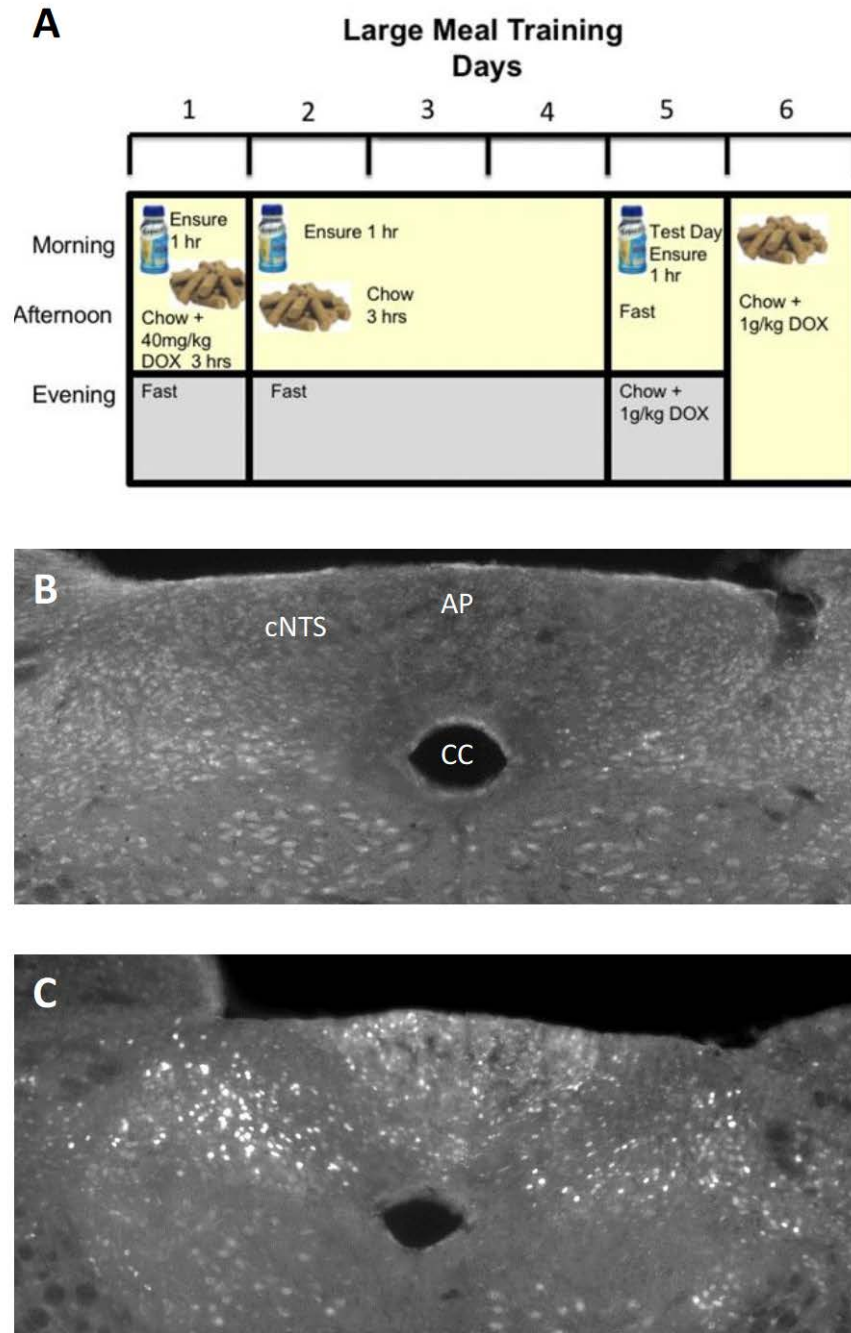 A
Large Meal Training
Days
1 2 3 4 5 6
Morning
Afternoon
Evening
Ensure
1 hr
Chow +
40mg/kg
DOX 3 hrs
Fast
Ensure 1 hr
Chow
3 hrs
Fast
Test Day
Ensure
1 hr
Fast
Chow +
1g/kg DOX
Chow +
1g/kg DOX
B
AP
cNTS
CC
C